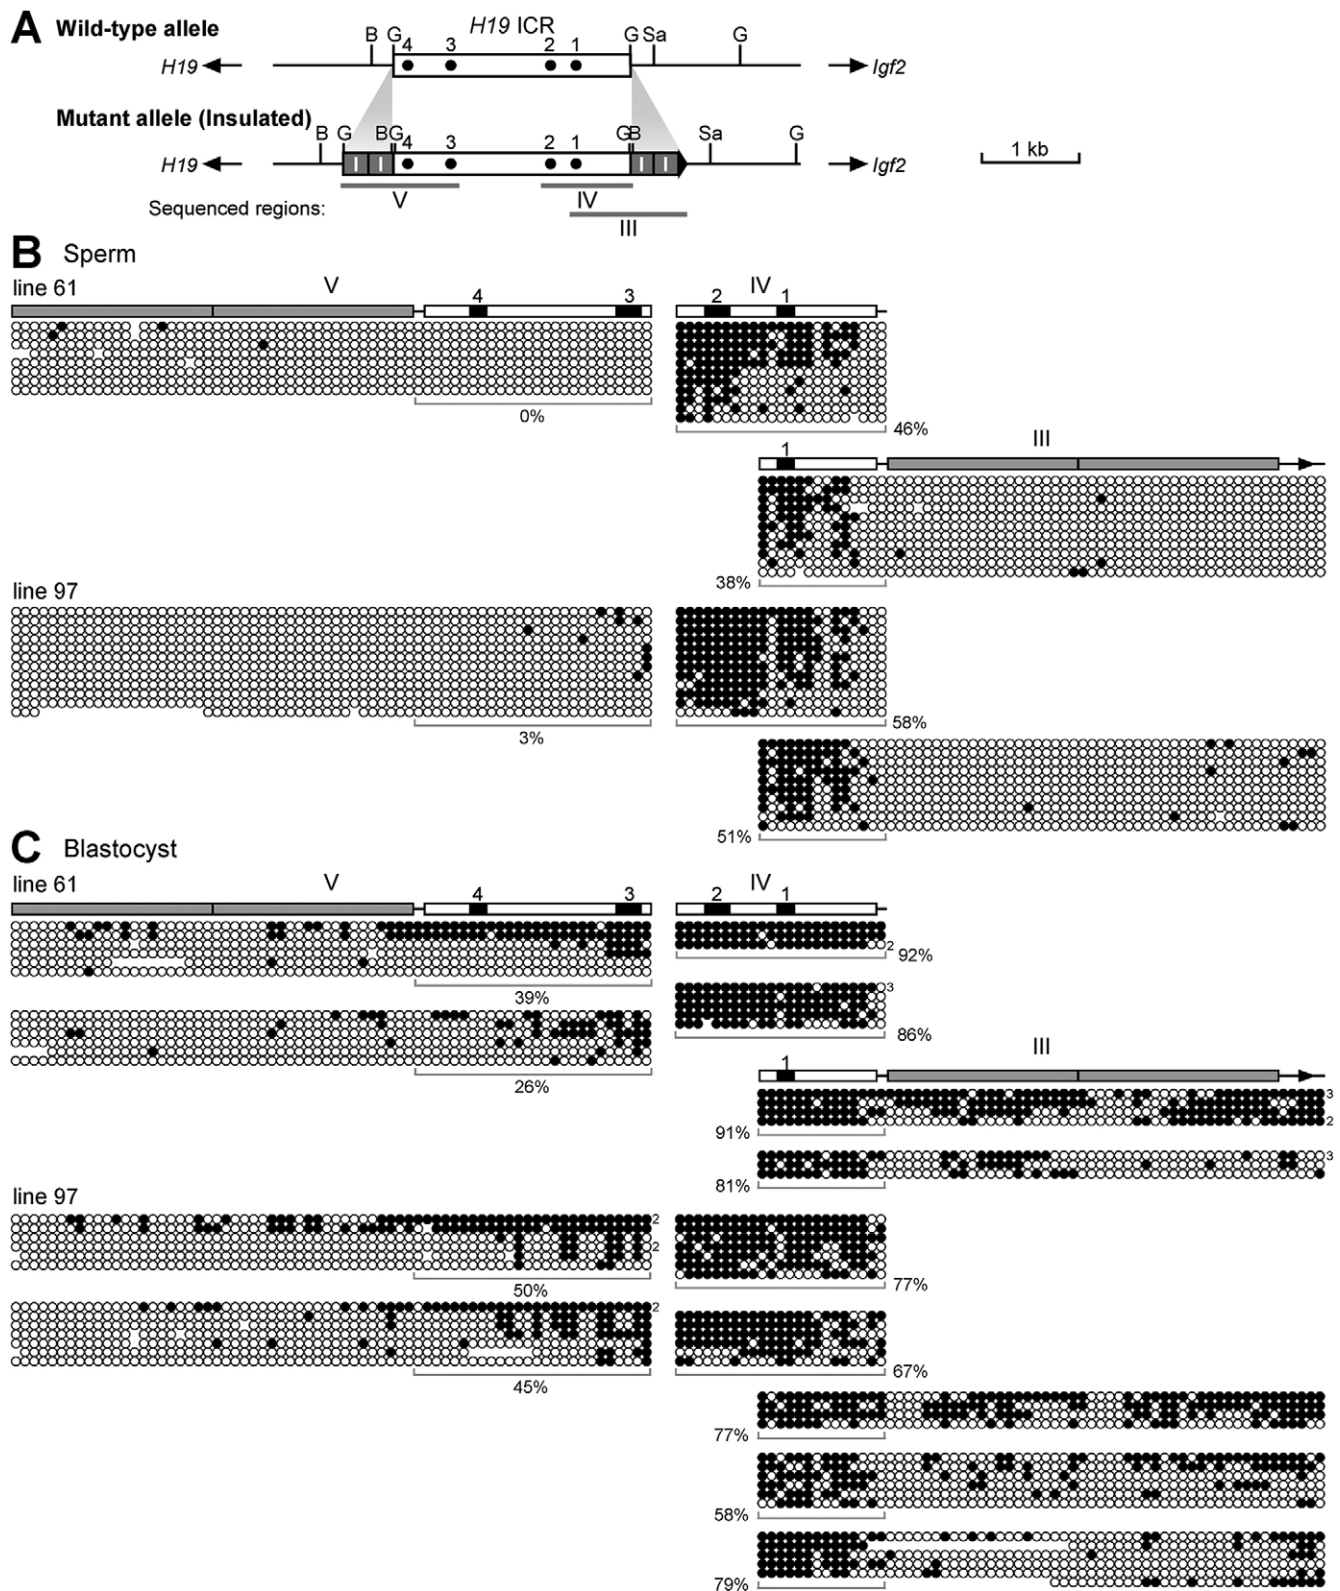 A Wild-type allele
H19 ICR
B G 4 3 2 1 G Sa G
H19 Igf2
Mutant allele (Insulated)
B G B G 4 3 2 1 G B Sa G
H19 I I I I Igf2
1 kb
V IV
Sequenced regions:
III
B Sperm
line 61 V IV
4 3 2 1
0%
46%
III
1
38%
line 97
3%
58%
51%
C Blastocyst
line 61 V IV
4 3 2 1
2
92%
39%
3
86%
26%
III
1
3
2
91%
3
81%
line 97
2
2
50%
77%
2
45%
67%
77%
58%
79%